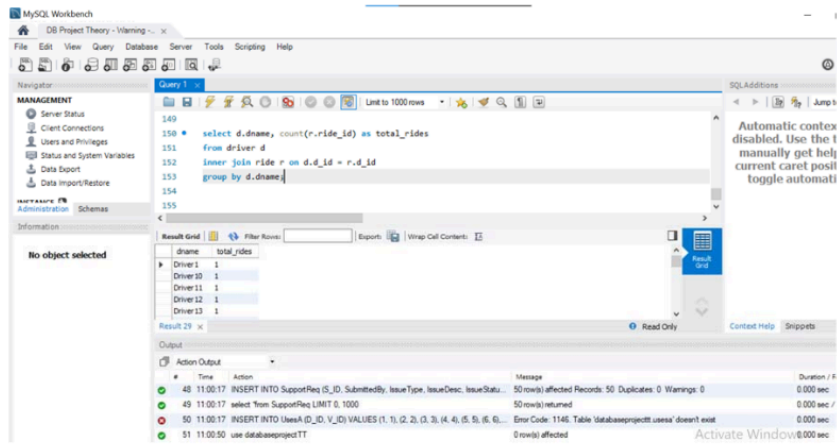 MySQL Workbench
DB Project Theory - Warning -... ×
File Edit View Query Database Server Tools Scripting Help
Navigator
MANAGEMENT
Server Status
Client Connections
Users and Privileges
Status and System Variables
Data Export
Data Import/Restore
INSTANCE
Administration Schemas
Information
No object selected
Query 1 ×
Limit to 1000 rows
149
150 select d.dname, count(r.ride_id) as total_rides
151 from driver d
152 inner join ride r on d.d_id = r.d_id
153 group by d.dname;
154
155
Result Grid Filter Rows: Export: Wrap Cell Content:
dname total_rides
Driver1 1
Driver10 1
Driver11 1
Driver12 1
Driver13 1
Result Grid
Result 29 × Read Only
SQLAdditions
Jump t
Automatic contex
disabled. Use the t
manually get help
current caret posit
toggle automati
Context Help Snippets
Output
Action Output
# Time Action Message Duration / F
48 11:00:17 INSERT INTO SupportReq (S_ID, SubmittedBy, IssueType, IssueDesc, IssueStatu... 50 row(s) affected Records: 50 Duplicates: 0 Warnings: 0 0.000 sec
49 11:00:17 select *from SupportReq LIMIT 0, 1000 50 row(s) returned 0.000 sec /
50 11:00:17 INSERT INTO UsesA (D_ID, V_ID) VALUES (1, 1), (2, 2), (3, 3), (4, 4), (5, 5), (6, 6),... Error Code: 1146. Table 'databaseprojecttt.usesa' doesn't exist 0.000 sec
51 11:00:50 use databaseprojectTT 0 row(s) affected 0.000 sec
Activate Window